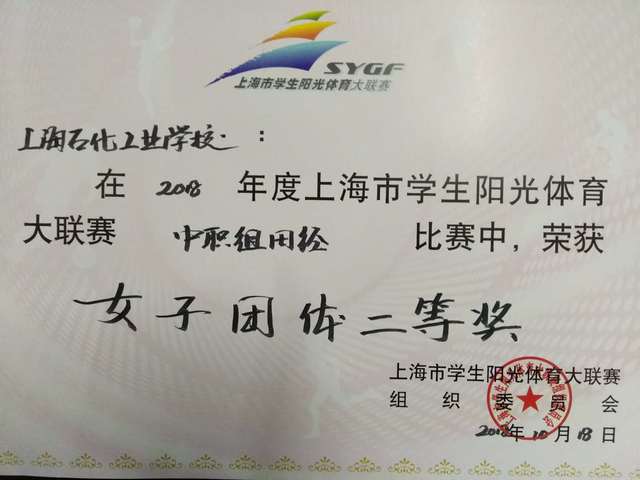 SYGF
上海市学生阳光体育大联赛
上海石化工业学校:
在 2018 年度上海市学生阳光体育
大联赛 中职组田径 比赛中，荣获
女子团体二等奖
上海市学生阳光体育大联赛
组织委员会
2018年10月18日